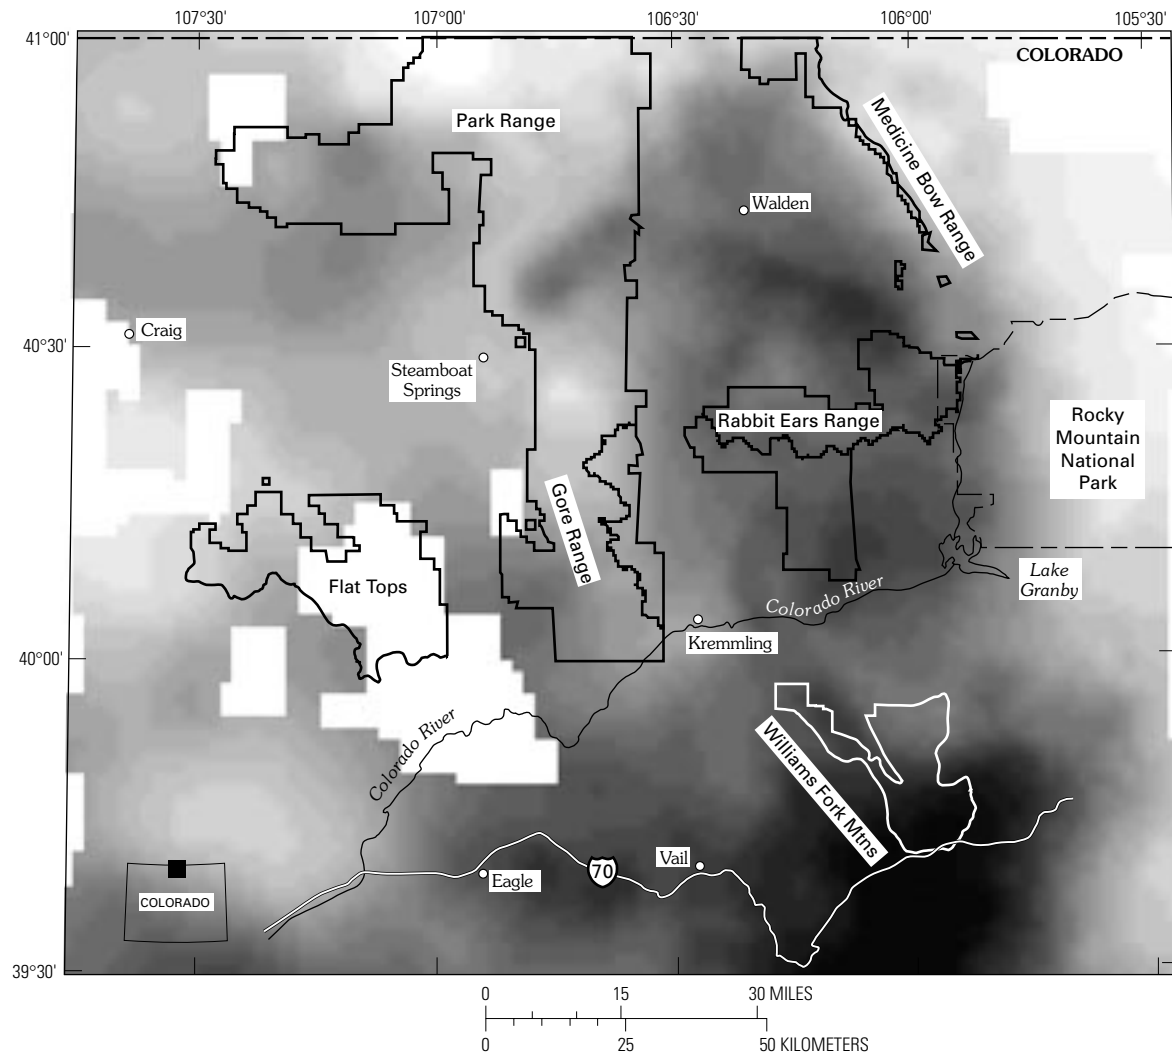 107°30'
107°00'
106°30'
106°00'
105°30'
41°00'
COLORADO
Park Range
Medicine Bow Range
Walden
Craig
40°30'
Steamboat
Springs
Rabbit Ears Range
Rocky
Mountain
National
Park
Gore Range
Flat Tops
Lake
Granby
Colorado River
Kremmling
40°00'
Colorado River
Williams Fork Mtns
Vail
70
Eagle
COLORADO
39°30'
0 15 30 MILES
0 25 50 KILOMETERS